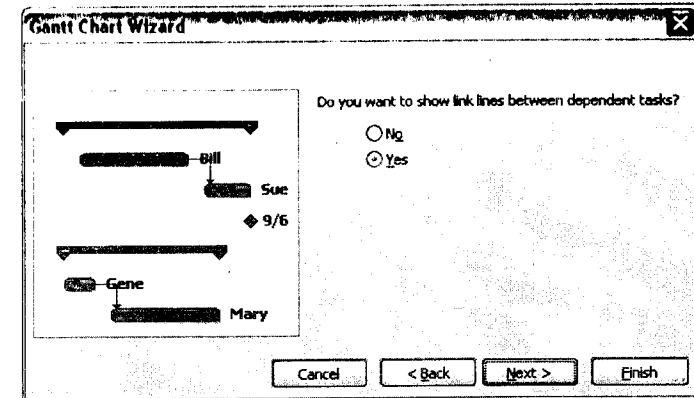 Gantt Chart Wizard
Do you want to show link lines between dependent tasks?
No
Yes
Bill
Sue
9/6
Gene
Mary
Cancel
< Back
Next >
Finish